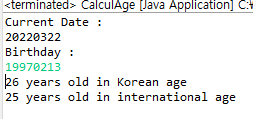 <terminated> CalculAge [Java Application] C:\
Current Date :
20220322
Birthday :
19970213
26 years old in Korean age
25 years old in international age